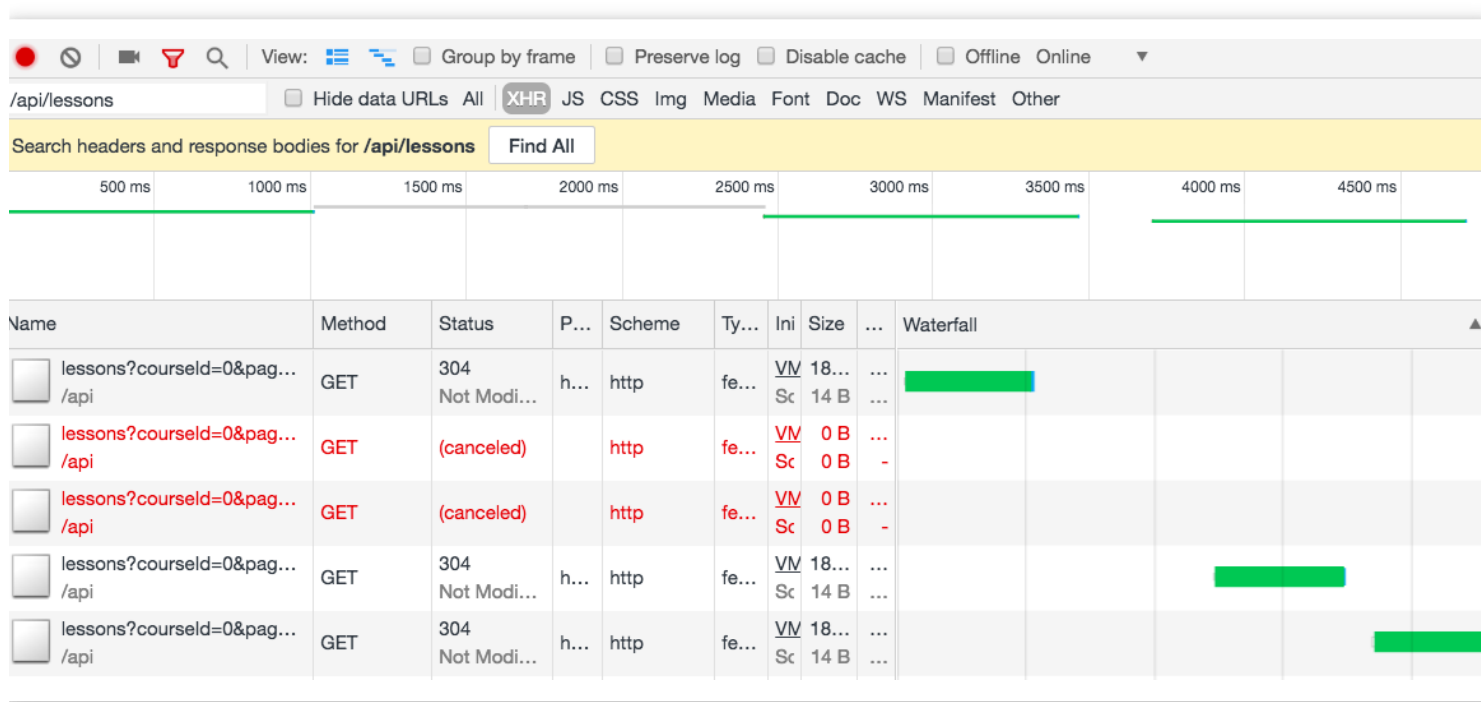 View: Group by frame Preserve log Disable cache Offline Online
/api/lessons Hide data URLs All XHR JS CSS Img Media Font Doc WS Manifest Other
Search headers and response bodies for /api/lessons Find All
500 ms 1000 ms 1500 ms 2000 ms 2500 ms 3000 ms 3500 ms 4000 ms 4500 ms
Name Method Status P... Scheme Ty... Ini Size ... Waterfall
lessons?courseId=0&pag... GET 304 h... http fe... VM 18... ...
/api Not Modi... Sc 14 B ...
lessons?courseId=0&pag... GET (canceled) http fe... VM 0 B ...
/api Sc 0 B -
lessons?courseId=0&pag... GET (canceled) http fe... VM 0 B ...
/api Sc 0 B -
lessons?courseId=0&pag... GET 304 h... http fe... VM 18... ...
/api Not Modi... Sc 14 B ...
lessons?courseId=0&pag... GET 304 h... http fe... VM 18... ...
/api Not Modi... Sc 14 B ...